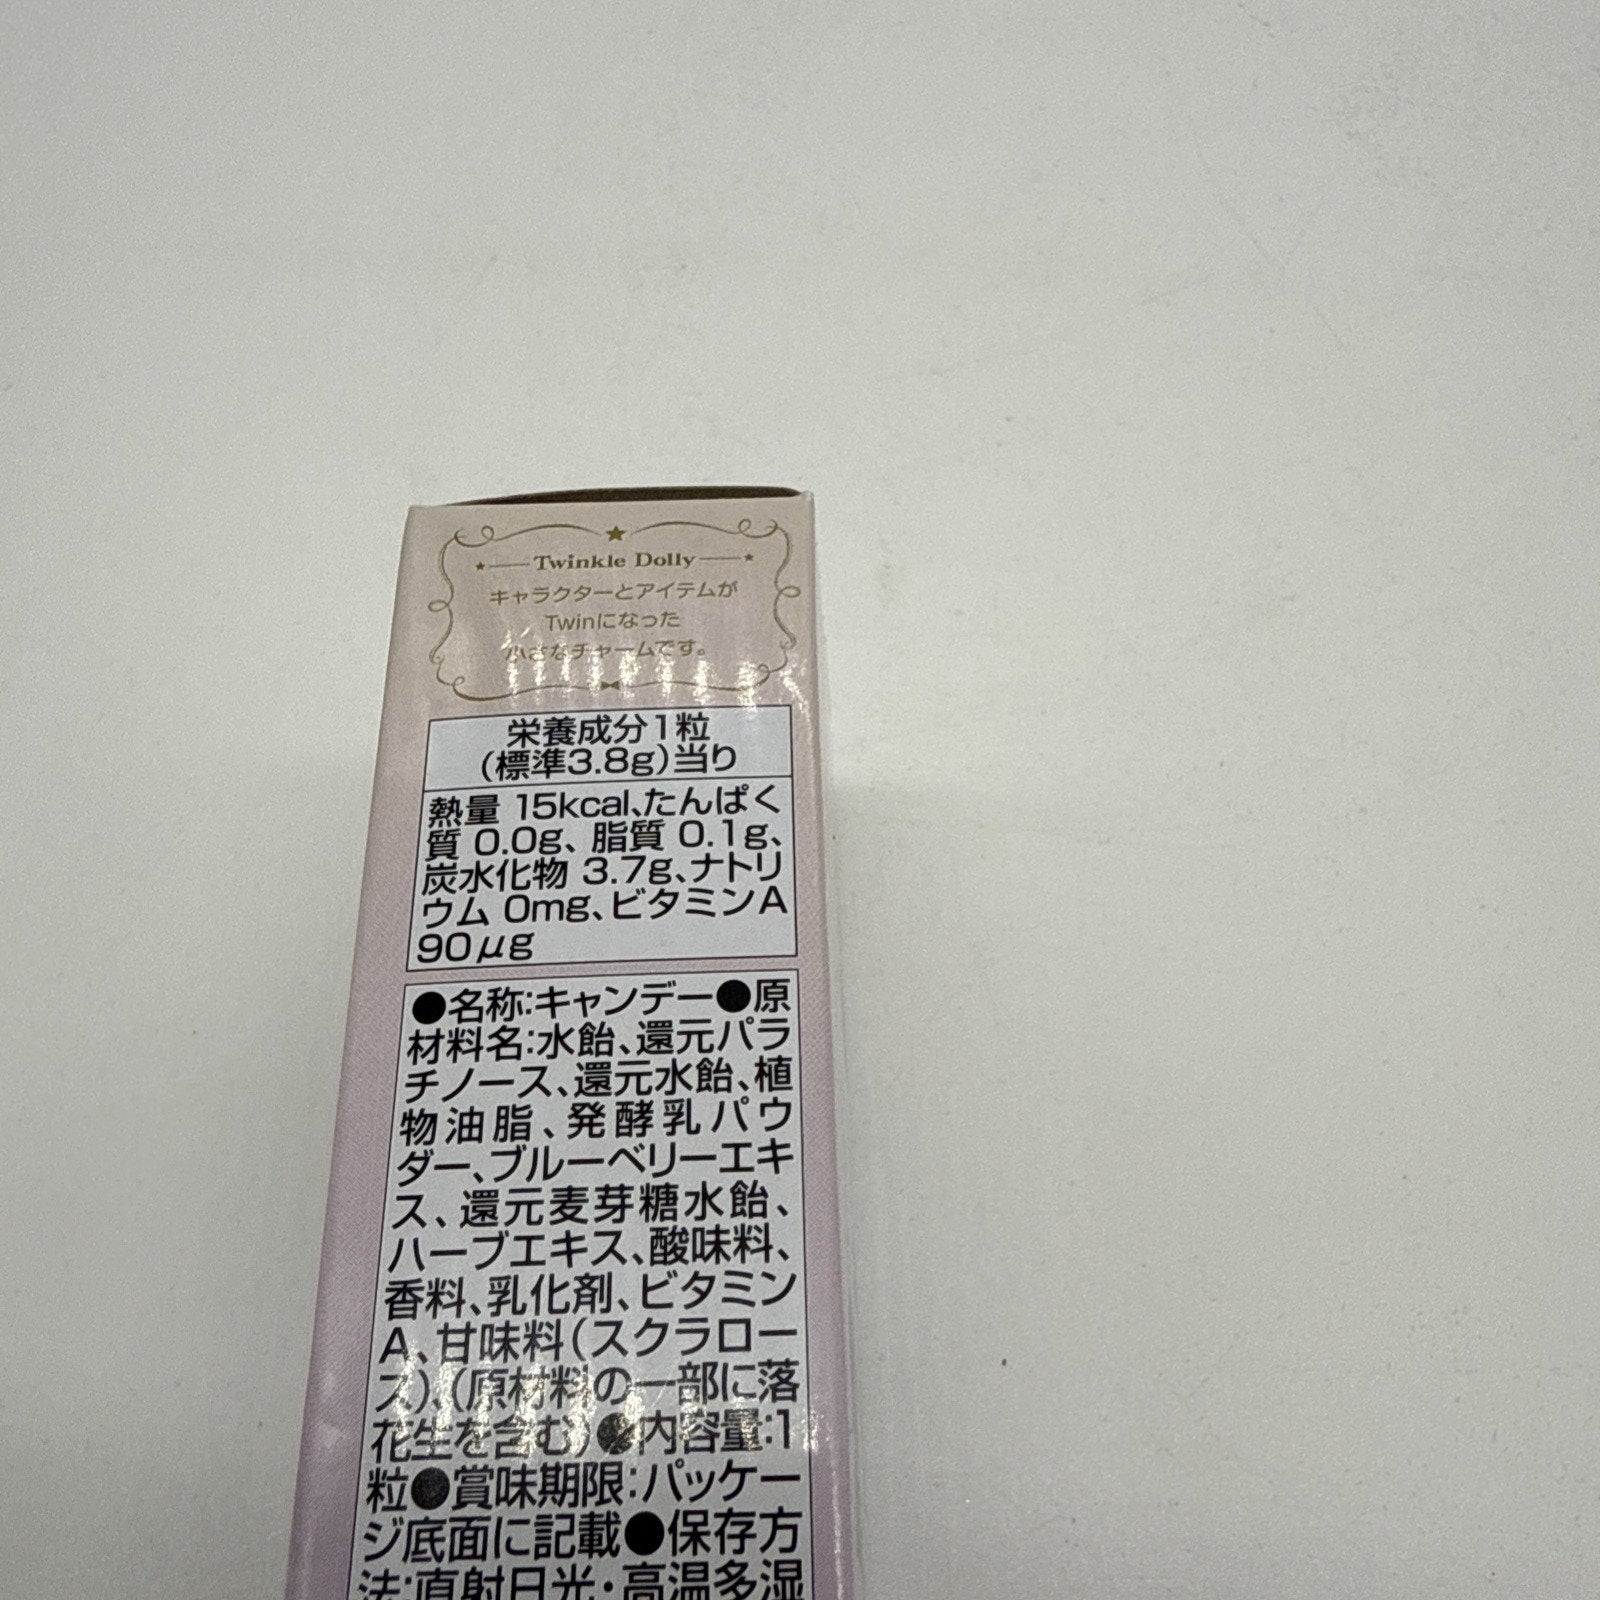 Twinkle Dolly
キャラクターとアイテムが
Twinになった
小さなチャームです。
栄養成分1粒
(標準3.8g)当り
熱量 15kcal、たんぱく
質 0.0g、脂質 0.1g、
炭水化物 3.7g、ナトリ
ウム 0mg、ビタミンA
90μg
●名称:キャンデー●原
材料名:水飴、還元パラ
チノース、還元水飴、植
物油脂、発酵乳パウ
ダー、ブルーベリーエキ
ス、還元麦芽糖水飴、
ハーブエキス、酸味料、
香料、乳化剤、ビタミン
A、甘味料(スクラロー
ス)、(原材料の一部に落
花生を含む)●内容量:1
粒●賞味期限:パッケー
ジ底面に記載●保存方
法:直射日光・高温多湿